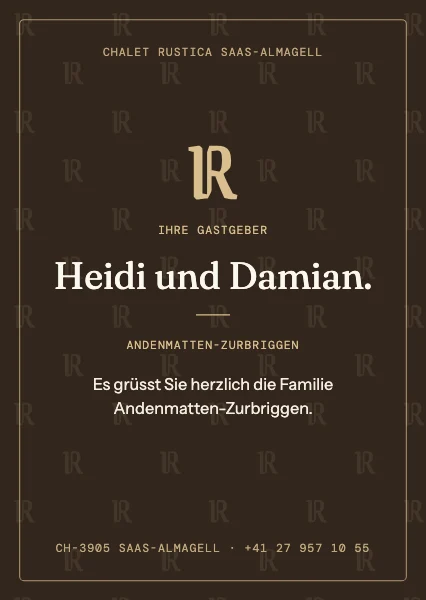 CHALET RUSTICA SAAS-ALMAGELL
R
IHRE GASTGEBER
Heidi und Damian.
ANDENMATTEN-ZURBRIGGEN
Es grüsst Sie herzlich die Familie
Andenmatten-Zurbriggen.
CH-3905 SAAS-ALMAGELL · +41 27 957 10 55